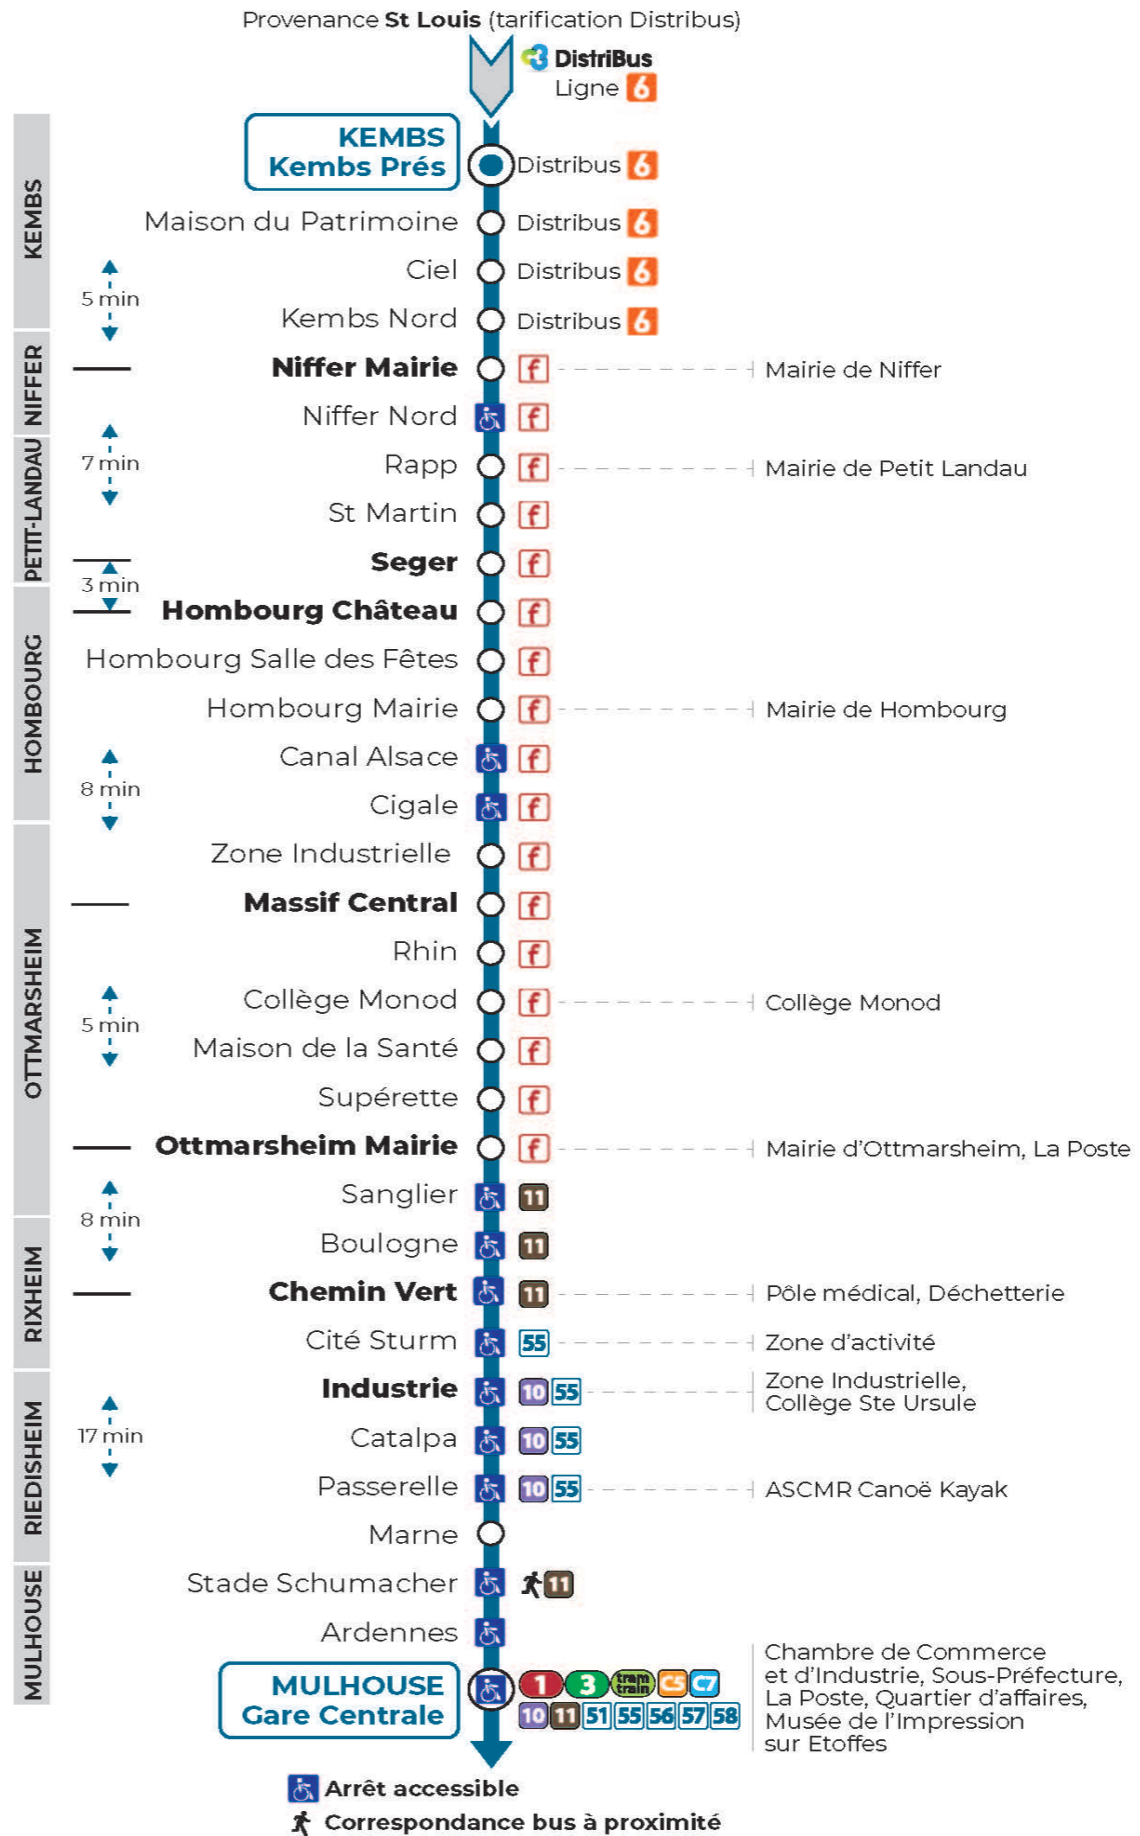 Provenance St Louis (tarification Distribus)
DistriBus
Ligne 6
KEMBS
KEMBS
Kembs Prés
Distribus 6
Maison du Patrimoine Distribus 6
Ciel Distribus 6
5 min
Kembs Nord Distribus 6
NIFFER
Niffer Mairie f Mairie de Niffer
Niffer Nord f
PETIT-LANDAU
7 min
Rapp f Mairie de Petit Landau
St Martin f
Seger f
3 min
HOMBOURG
Hombourg Château f
Hombourg Salle des Fêtes f
Hombourg Mairie f Mairie de Hombourg
Canal Alsace f
8 min
Cigale f
OTTMARSHEIM
Zone Industrielle f
Massif Central f
Rhin f
Collège Monod f Collège Monod
5 min
Maison de la Santé f
Supérette f
Ottmarsheim Mairie f Mairie d'Ottmarsheim, La Poste
Sanglier 11
8 min
RIXHEIM
Boulogne 11
Chemin Vert 11 Pôle médical, Déchetterie
Cité Sturm 55 Zone d'activité
RIEDISHEIM
Industrie 10 55 Zone Industrielle,
Collège Ste Ursule
17 min
Catalpa 10 55
Passerelle 10 55 ASCMR Canoë Kayak
Marne
MULHOUSE
Stade Schumacher 11
Ardennes
MULHOUSE
Gare Centrale
1 3 tram train C5 C7
10 11 51 55 56 57 58
Chambre de Commerce
et d'Industrie, Sous-Préfecture,
La Poste, Quartier d'affaires,
Musée de l'Impression
sur Etoffes
Arrêt accessible
Correspondance bus à proximité